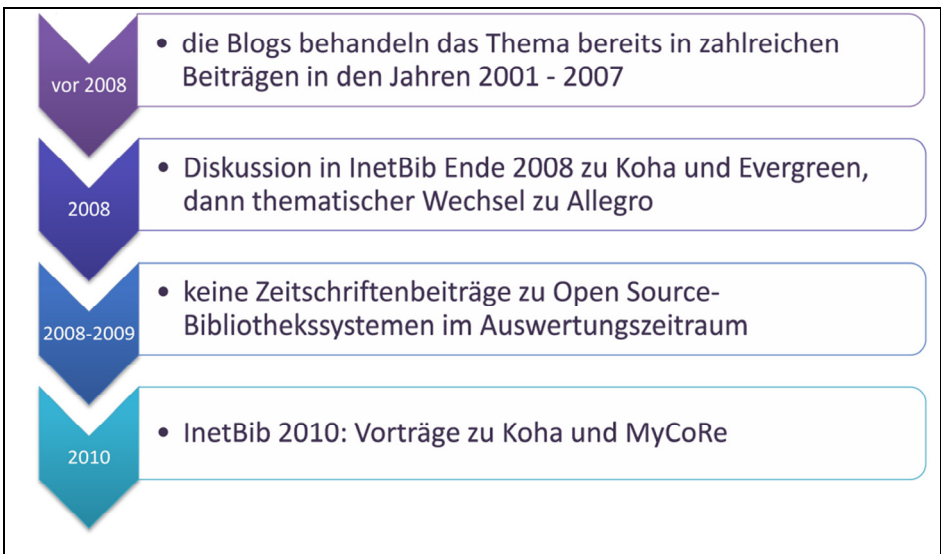 vor 2008
• die Blogs behandeln das Thema bereits in zahlreichen
Beiträgen in den Jahren 2001 - 2007
2008
• Diskussion in InetBib Ende 2008 zu Koha und Evergreen,
dann thematischer Wechsel zu Allegro
2008-2009
• keine Zeitschriftenbeiträge zu Open Source-
Bibliothekssystemen im Auswertungszeitraum
2010
• InetBib 2010: Vorträge zu Koha und MyCoRe